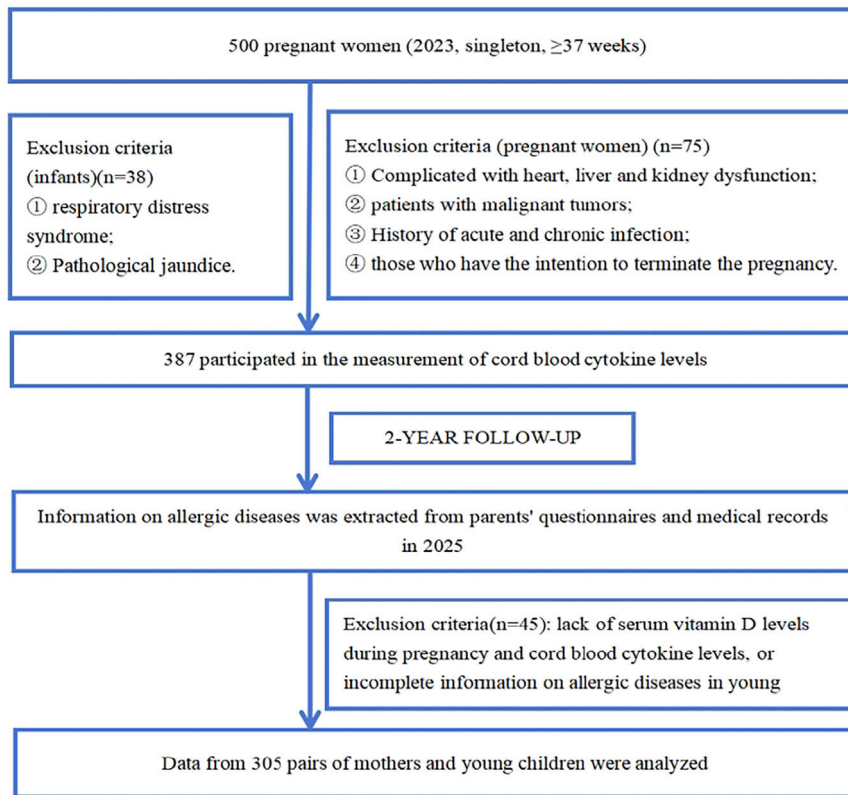 500 pregnant women (2023, singleton, ≥37 weeks)
Exclusion criteria
(infants)(n=38)
① respiratory distress
syndrome;
② Pathological jaundice.
Exclusion criteria (pregnant women) (n=75)
① Complicated with heart, liver and kidney dysfunction;
② patients with malignant tumors;
③ History of acute and chronic infection;
④ those who have the intention to terminate the pregnancy.
387 participated in the measurement of cord blood cytokine levels
2-YEAR FOLLOW-UP
Information on allergic diseases was extracted from parents' questionnaires and medical records
in 2025
Exclusion criteria(n=45): lack of serum vitamin D levels
during pregnancy and cord blood cytokine levels, or
incomplete information on allergic diseases in young
Data from 305 pairs of mothers and young children were analyzed